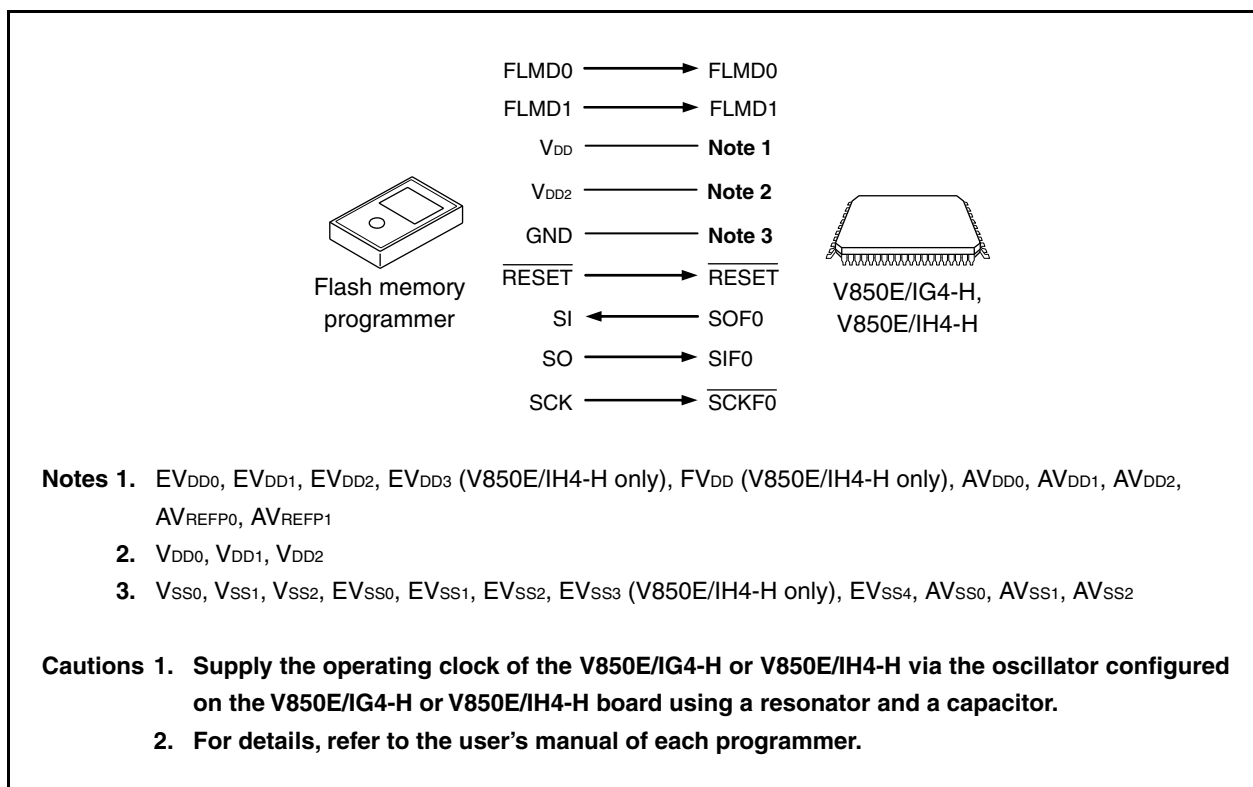 FLMD0 FLMD0
FLMD1 FLMD1
VDD Note 1
VDD2 Note 2
GND Note 3
RESET RESET
SI SOF0
SO SIF0
SCK SCKF0
Flash memory
programmer
V850E/IG4-H,
V850E/IH4-H
Notes 1. EVDD0, EVDD1, EVDD2, EVDD3 (V850E/IH4-H only), FVDD (V850E/IH4-H only), AVDD0, AVDD1, AVDD2,
AVREFP0, AVREFP1
2. VDD0, VDD1, VDD2
3. VSS0, VSS1, VSS2, EVSS0, EVSS1, EVSS2, EVSS3 (V850E/IH4-H only), EVSS4, AVSS0, AVSS1, AVSS2
Cautions 1. Supply the operating clock of the V850E/IG4-H or V850E/IH4-H via the oscillator configured
on the V850E/IG4-H or V850E/IH4-H board using a resonator and a capacitor.
2. For details, refer to the user's manual of each programmer.